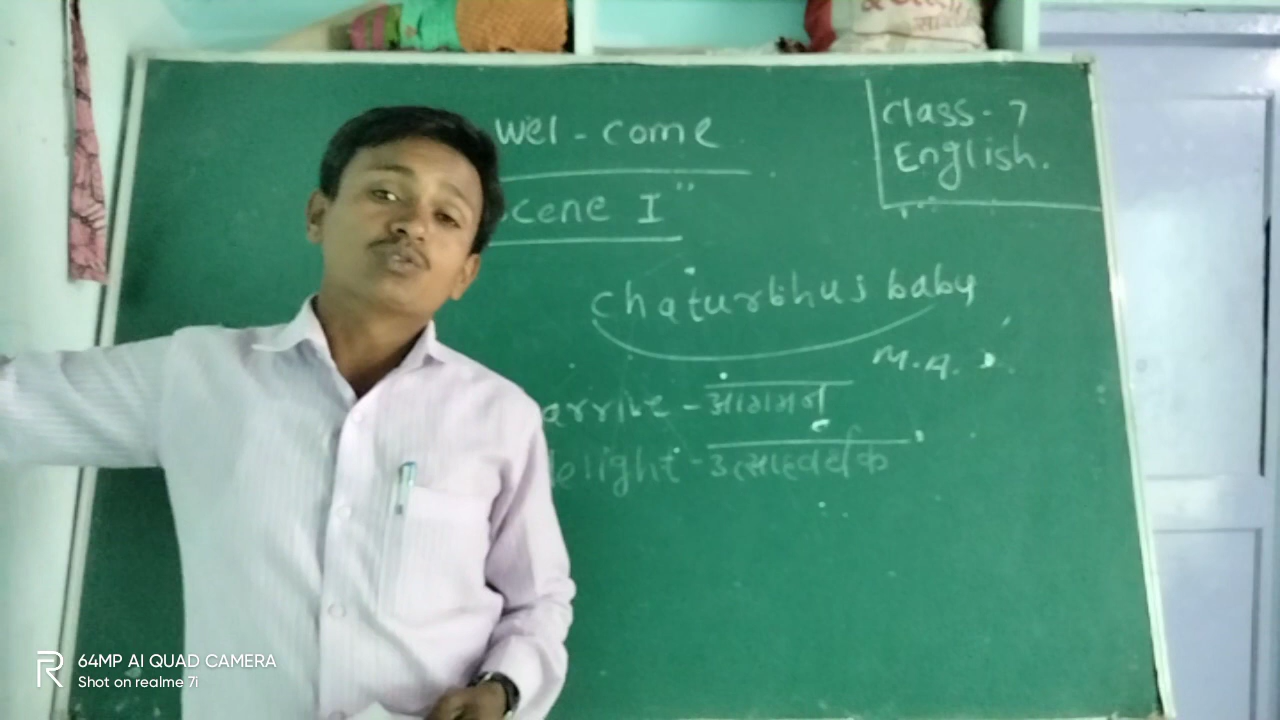 wel-come
class-7
English.
cene I"
chaturbhus baby
M.A.
arrive - आगमन
delight - उत्साहवर्धक
64MP AI QUAD CAMERA
Shot on realme 7i